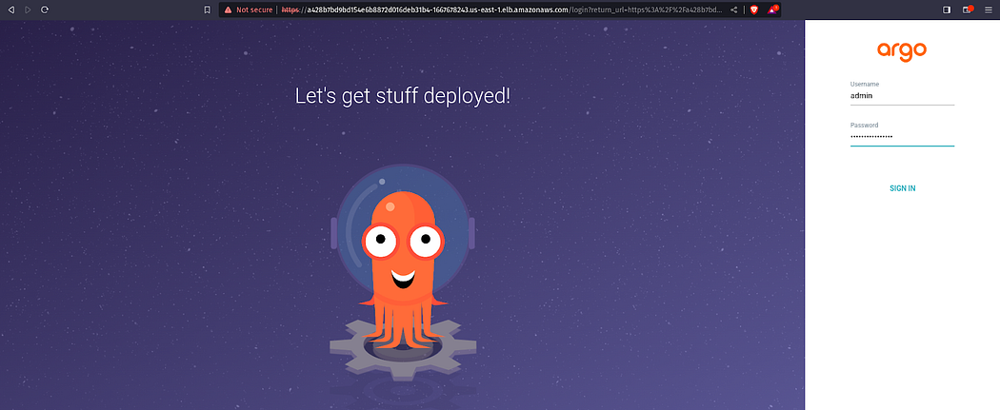 Not secure | https://a428b7bd9bd154e6b8872d016deb31b4-1667678243.us-east-1.elb.amazonaws.com/login?return_url=https%3A%2F%2Fa428b7bd...
Let's get stuff deployed!
argo
Username
admin
Password
••••••••••••••••
SIGN IN